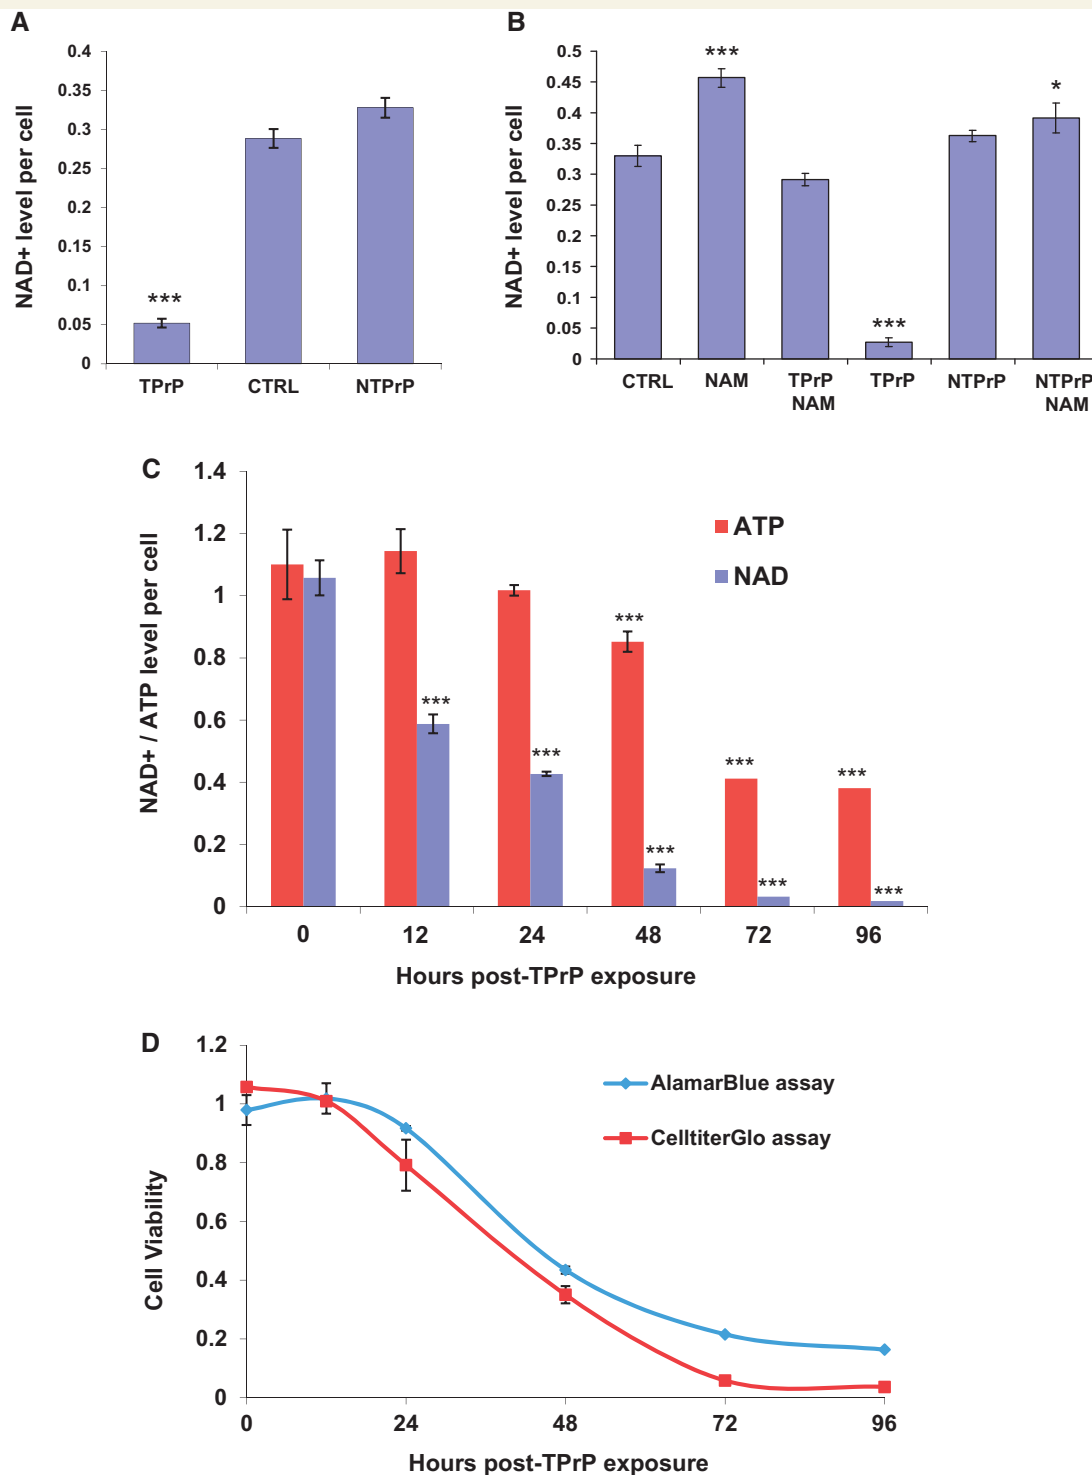 A
NAD+ level per cell
0.4
0.35
0.3
0.25
0.2
0.15
0.1
0.05
0
***
TPrP CTRL NTPrP
B
NAD+ level per cell
0.5
0.45
0.4
0.35
0.3
0.25
0.2
0.15
0.1
0.05
0
***
***
*
CTRL NAM TPrP NAM TPrP NTPrP NTPrP NAM
C
NAD+ / ATP level per cell
1.4
1.2
1
0.8
0.6
0.4
0.2
0
ATP
NAD
***
***
***
***
***
***
***
***
0 12 24 48 72 96
Hours post-TPrP exposure
D
Cell Viability
1.2
1
0.8
0.6
0.4
0.2
0
AlamarBlue assay
CelltiterGlo assay
0 24 48 72 96
Hours post-TPrP exposure